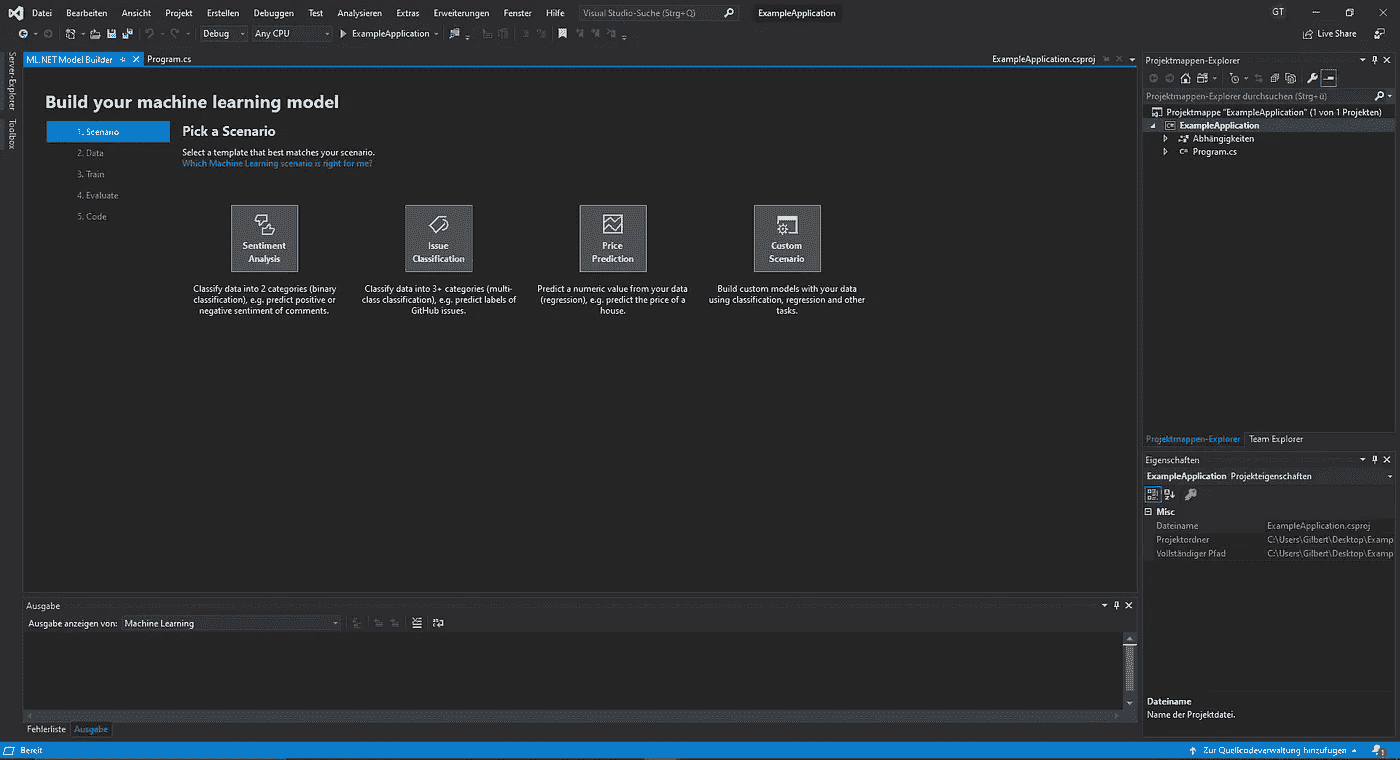 Datei Bearbeiten Ansicht Projekt Erstellen Debuggen Test Analysieren Extras Erweiterungen Fenster Hilfe Visual Studio-Suche (Strg+Q) ExampleApplication GT
Debug Any CPU ExampleApplication Live Share
Server-Explorer
Toolbox
ML.NET Model Builder Program.cs ExampleApplication.csproj
Build your machine learning model
1. Scenario
2. Data
3. Train
4. Evaluate
5. Code
Pick a Scenario
Select a template that best matches your scenario.
Which Machine Learning scenario is right for me?
Sentiment
Analysis
Classify data into 2 categories (binary
classification), e.g. predict positive or
negative sentiment of comments.
Issue
Classification
Classify data into 3+ categories (multi-
class classification), e.g. predict labels of
GitHub issues.
Price
Prediction
Predict a numeric value from your data
(regression), e.g. predict the price of a
house.
Custom
Scenario
Build custom models with your data
using classification, regression and other
tasks.
Projektmappen-Explorer
Projektmappen-Explorer durchsuchen (Strg+ü)
Projektmappe "ExampleApplication" (1 von 1 Projekten)
ExampleApplication
Abhängigkeiten
Program.cs
Projektmappen-Explorer Team Explorer
Eigenschaften
ExampleApplication Projekteigenschaften
Misc
Dateiname ExampleApplication.csproj
Projektordner C:\Users\Gilbert\Desktop\Examp
Vollständiger Pfad C:\Users\Gilbert\Desktop\Examp
Dateiname
Name der Projektdatei.
Ausgabe
Ausgabe anzeigen von: Machine Learning
Fehlerliste Ausgabe
Bereit Zur Quellcodeverwaltung hinzufügen 1